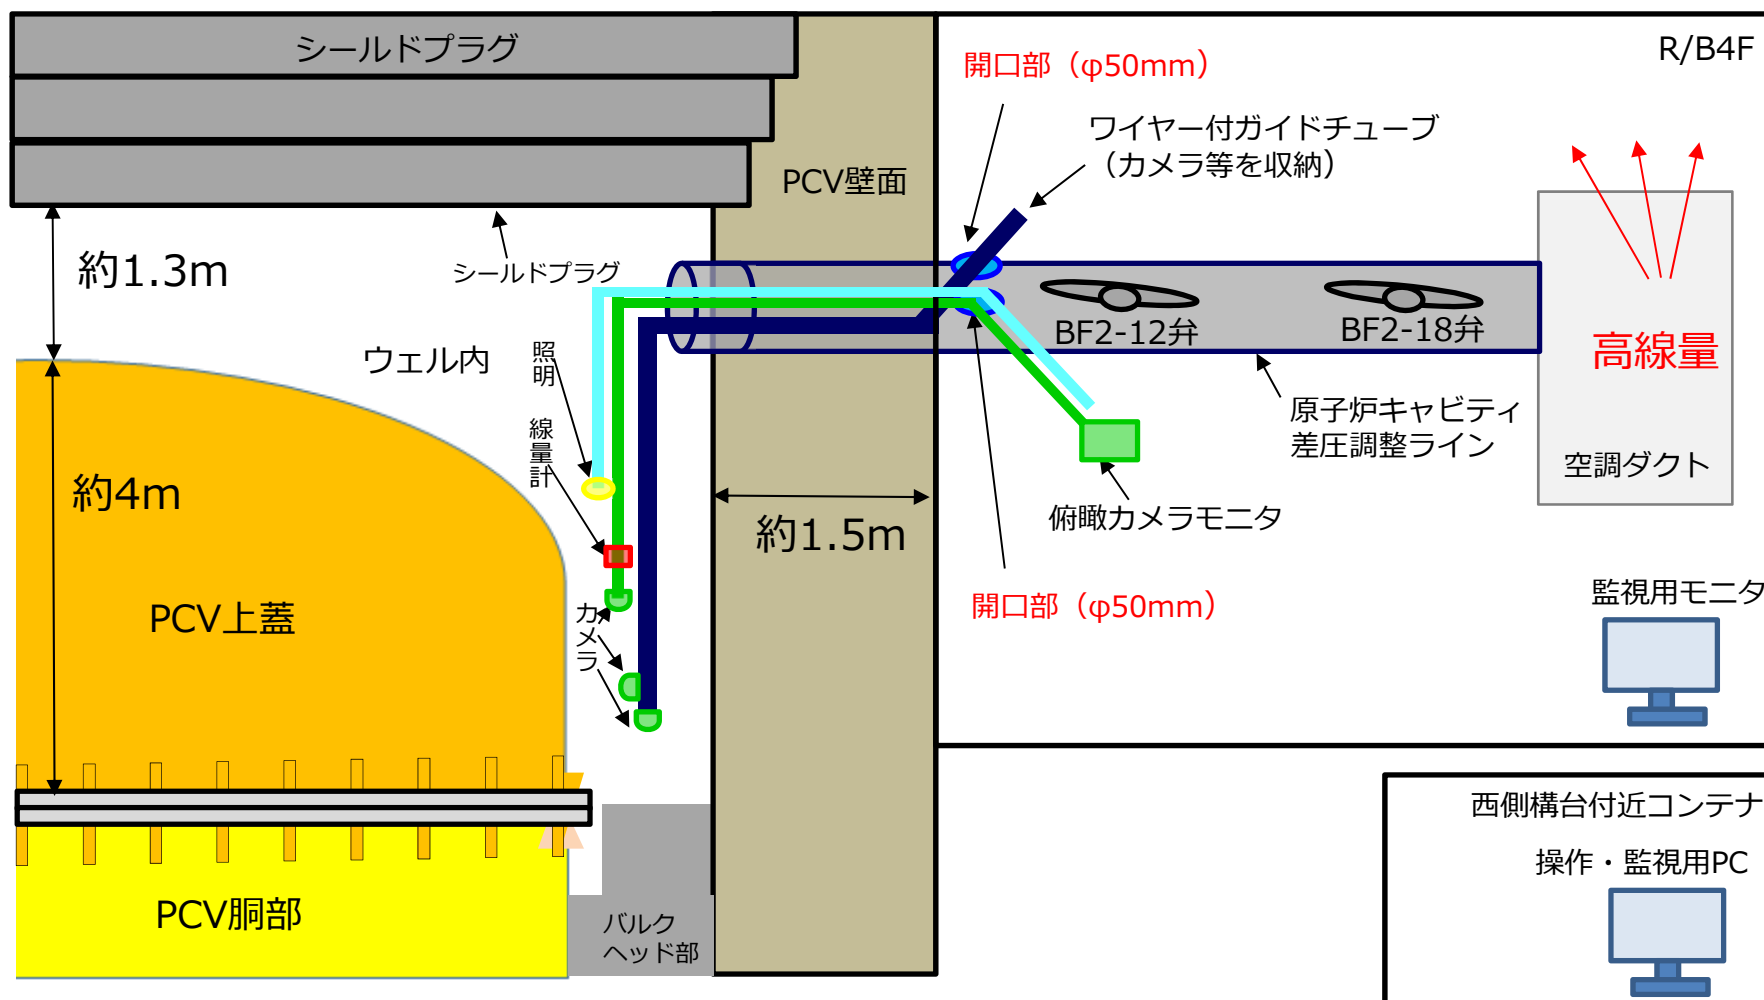 シールドプラグ
R/B4F
開口部（φ50mm）
ワイヤー付ガイドチューブ
（カメラ等を収納）
PCV壁面
約1.3m
シールドプラグ
ウェル内
照明
BF2-12弁
BF2-18弁
高線量
線量計
原子炉キャビティ
差圧調整ライン
空調ダクト
約4m
約1.5m
俯瞰カメラモニタ
開口部（φ50mm）
監視用モニタ
PCV上蓋
カメラ
西側構台付近コンテナ
操作・監視用PC
PCV胴部
バルク
ヘッド部